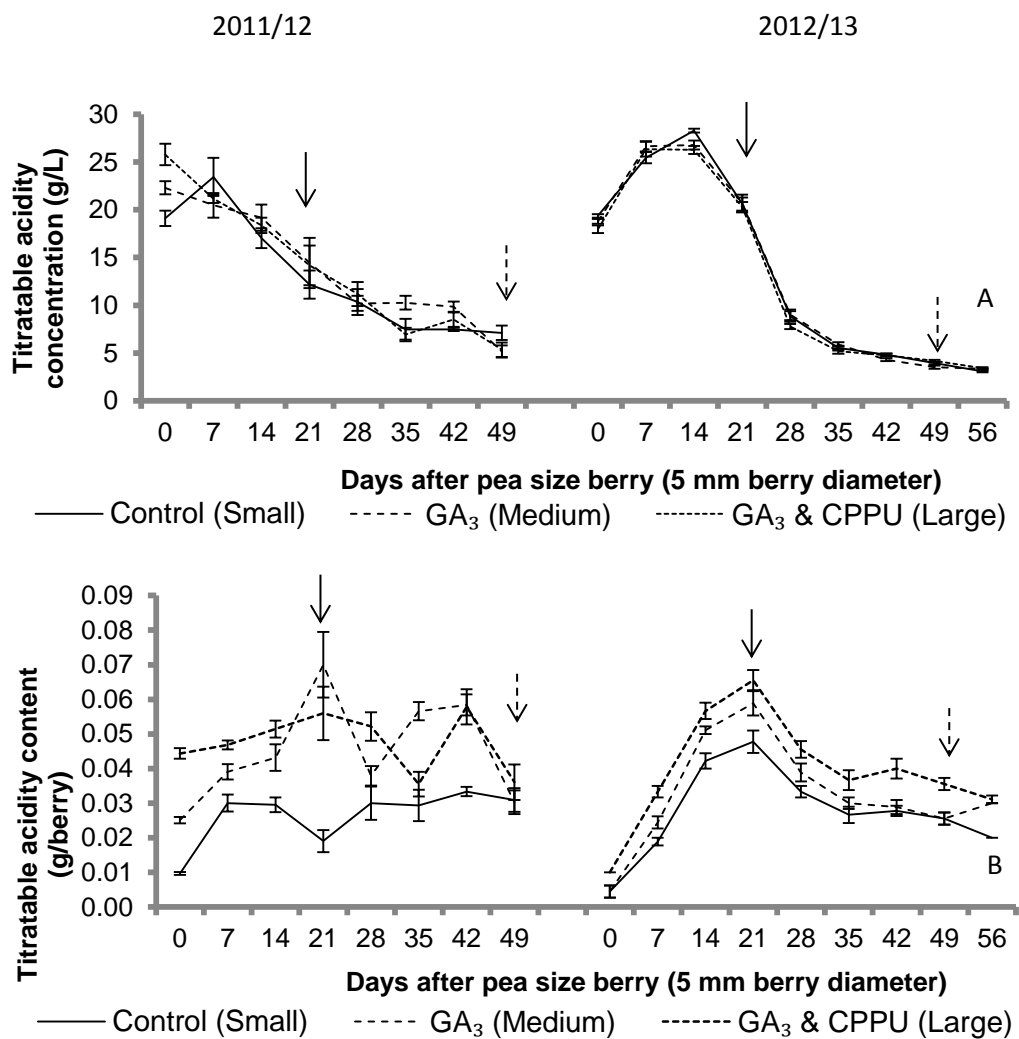 2011/12 2012/13
Titratable acidity
concentration (g/L)
30
25
20
15
10
5
0
A
0 7 14 21 28 35 42 49 0 7 14 21 28 35 42 49 56
Days after pea size berry (5 mm berry diameter)
Control (Small) GA₃ (Medium) GA₃ & CPPU (Large)
Titratable acidity content
(g/berry)
0.09
0.08
0.07
0.06
0.05
0.04
0.03
0.02
0.01
0.00
B
0 7 14 21 28 35 42 49 0 7 14 21 28 35 42 49 56
Days after pea size berry (5 mm berry diameter)
Control (Small) GA₃ (Medium) GA₃ & CPPU (Large)